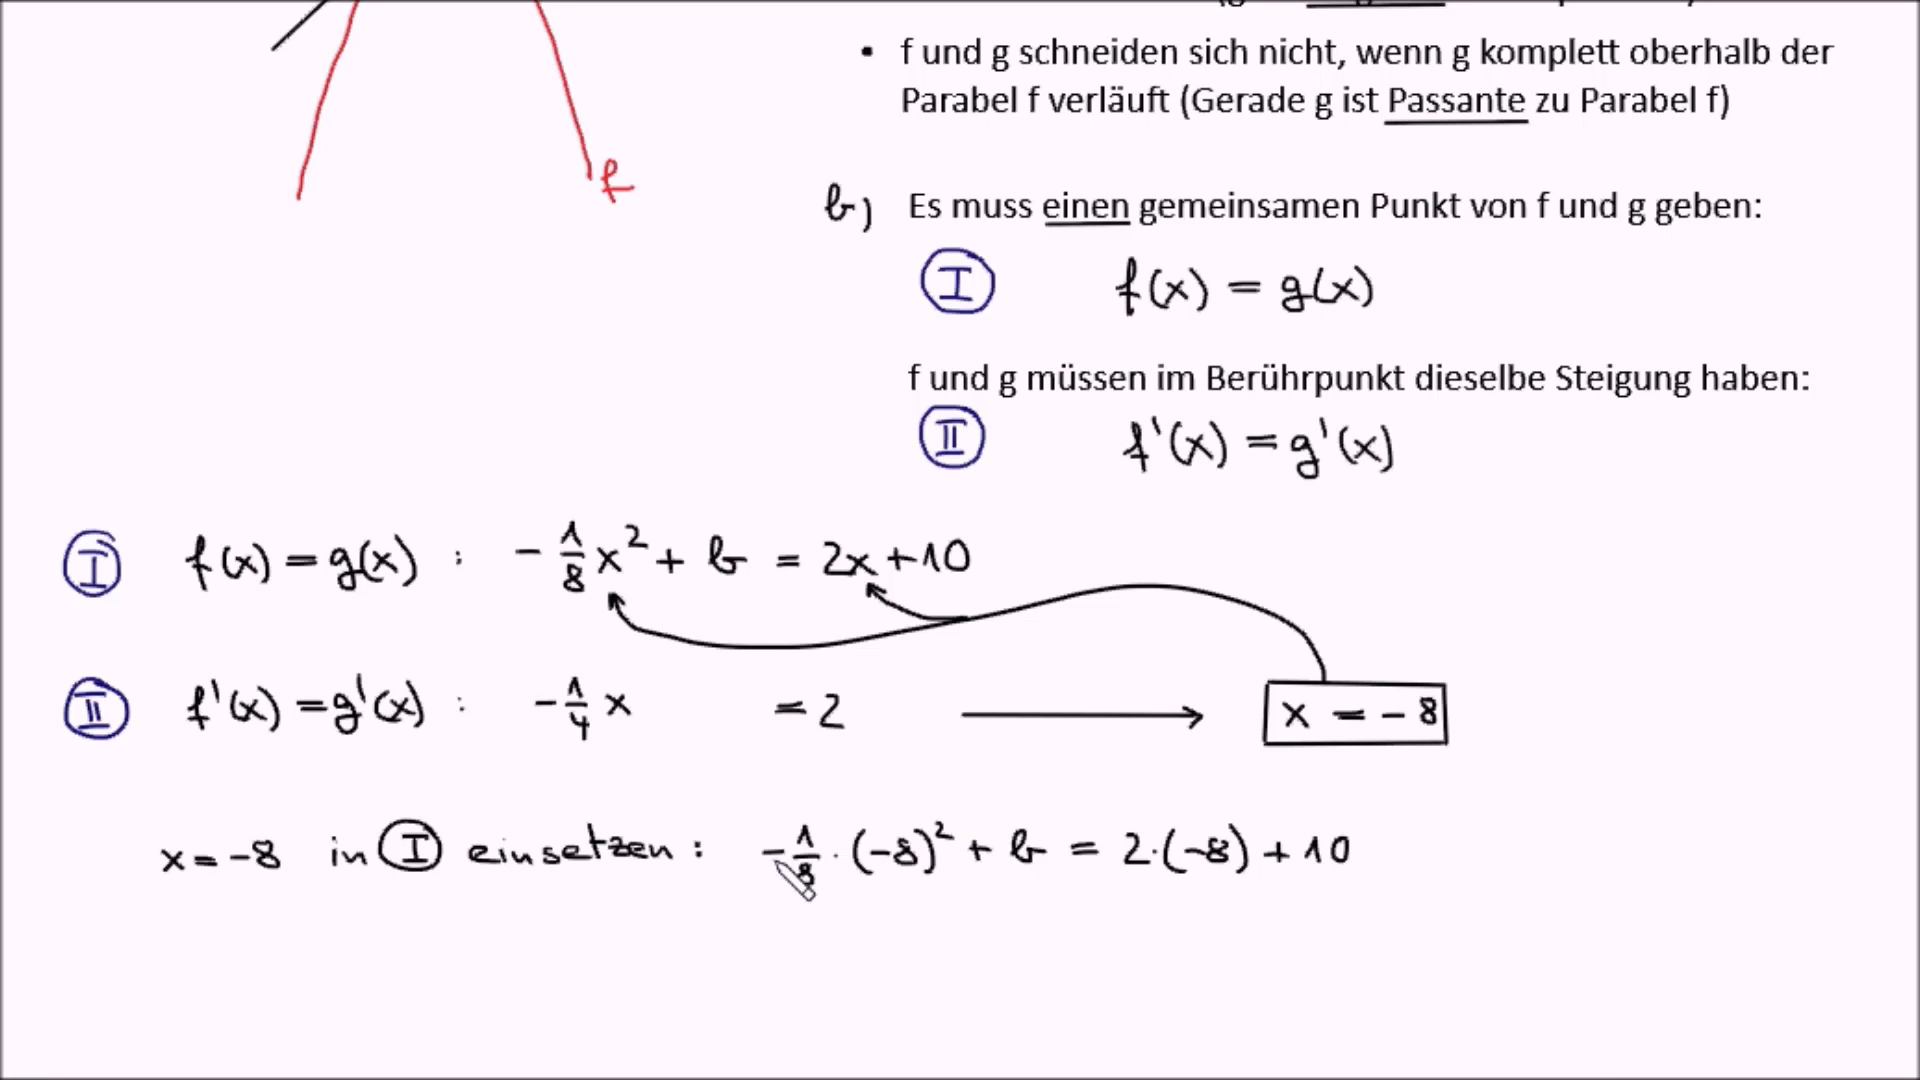 • f und g schneiden sich nicht, wenn g komplett oberhalb der
Parabel f verläuft (Gerade g ist Passante zu Parabel f)
f
b) Es muss einen gemeinsamen Punkt von f und g geben:
I f(x) = g(x)
f und g müssen im Berührpunkt dieselbe Steigung haben:
II f'(x) = g'(x)
I f(x) = g(x) : - 1/8 x² + b = 2x + 10
II f'(x) = g'(x) : - 1/4 x = 2 → x = - 8
x = -8 in I einsetzen: - 1/8 · (-8)² + b = 2·(-8) + 10